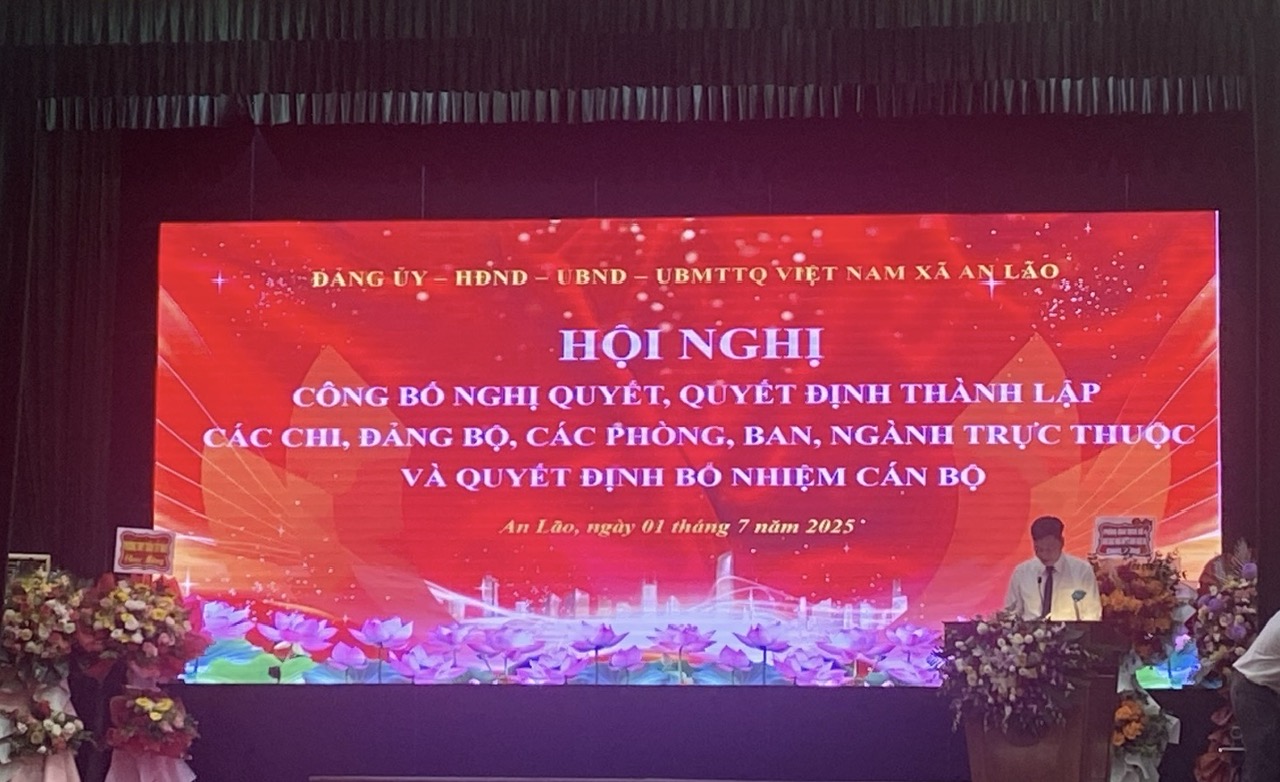 ĐẢNG ỦY – HĐND – UBND – UBMTTQ VIỆT NAM XÃ AN LÃO
HỘI NGHỊ
CÔNG BỐ NGHỊ QUYẾT, QUYẾT ĐỊNH THÀNH LẬP
CÁC CHI, ĐẢNG BỘ, CÁC PHÒNG, BAN, NGÀNH TRỰC THUỘC
VÀ QUYẾT ĐỊNH BỔ NHIỆM CÁN BỘ
An Lão, ngày 01 tháng 7 năm 2025